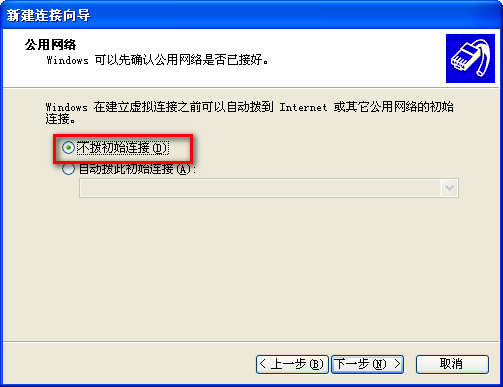 新建连接向导
公用网络
Windows 可以先确认公用网络是否已接好。
Windows 在建立虚拟连接之前可以自动拨到 Internet 或其它公用网络的初始
连接。
不拨初始连接(D)
自动拨此初始连接(A):
< 上一步(B) 下一步(N) > 取消